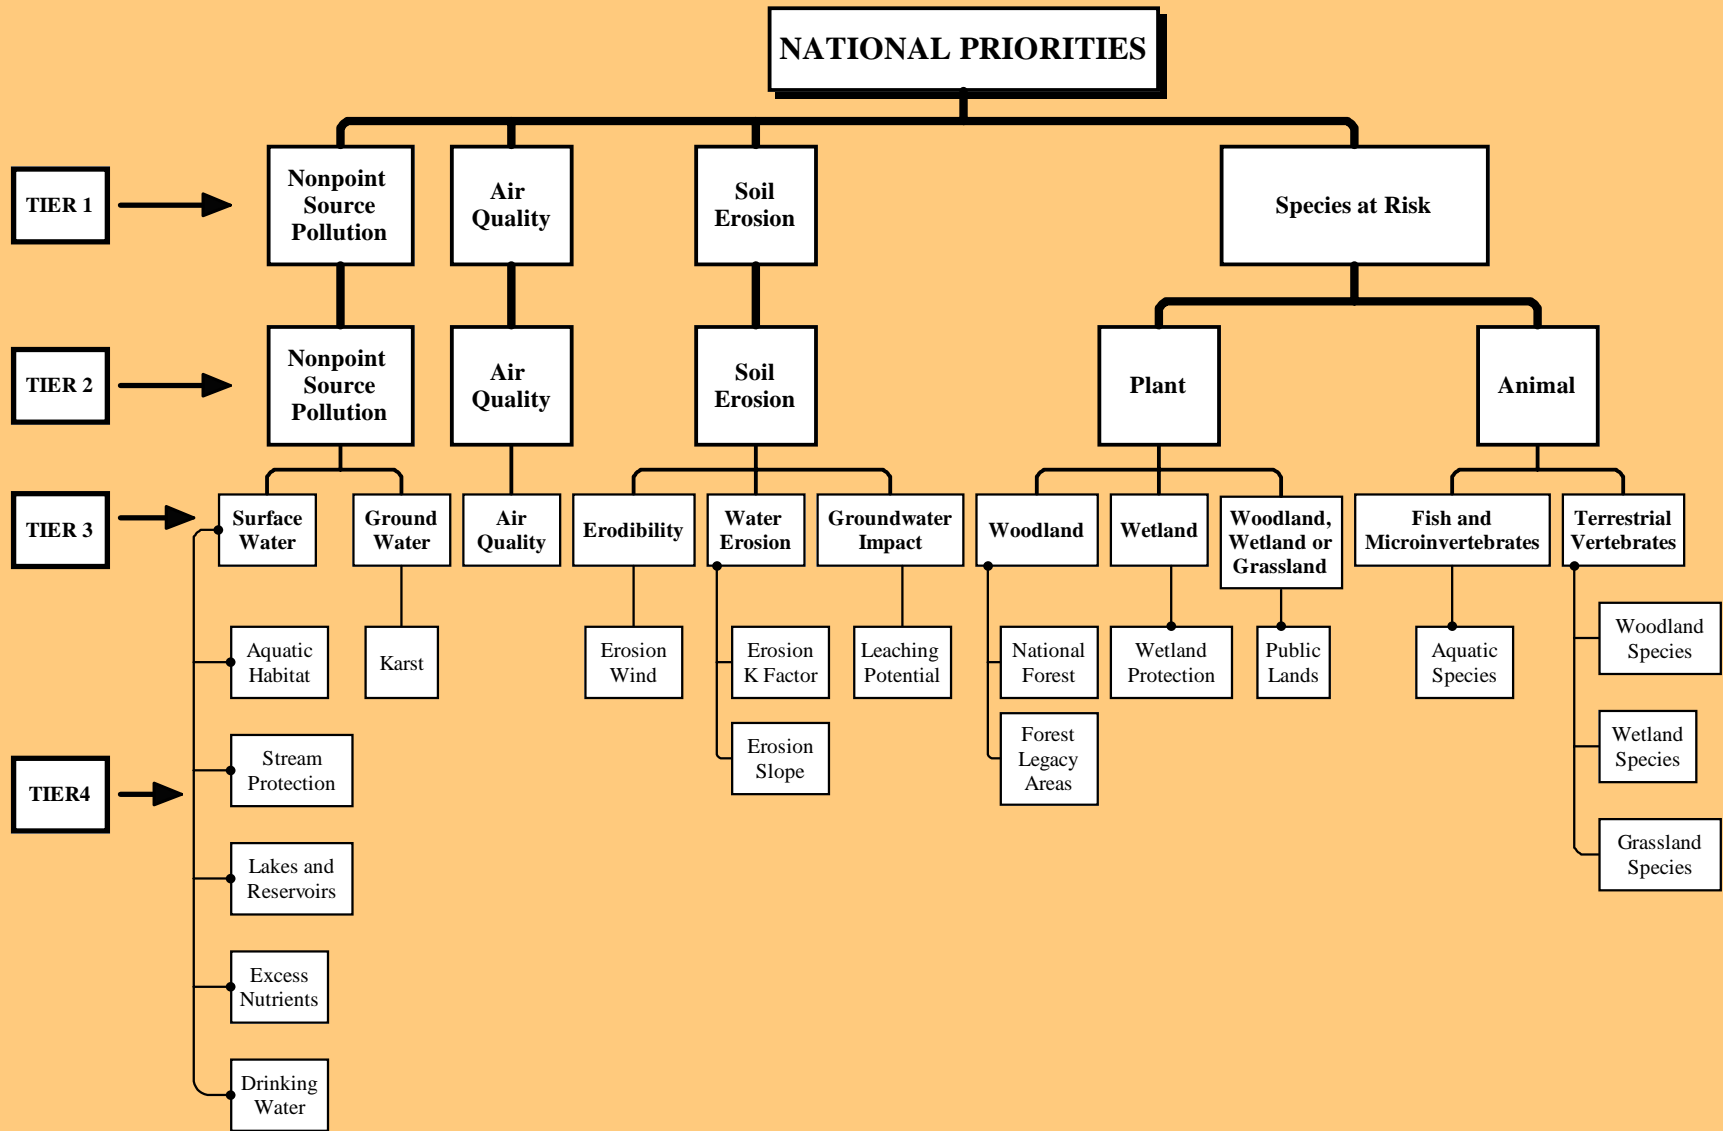 NATIONAL PRIORITIES
TIER 1
Nonpoint
Source
Pollution
Air
Quality
Soil
Erosion
Species at Risk
TIER 2
Nonpoint
Source
Pollution
Air
Quality
Soil
Erosion
Plant
Animal
TIER 3
Surface
Water
Ground
Water
Air
Quality
Erodibility
Water
Erosion
Groundwater
Impact
Woodland
Wetland
Woodland,
Wetland or
Grassland
Fish and
Microinvertebrates
Terrestrial
Vertebrates
TIER4
Aquatic
Habitat
Karst
Erosion
Wind
Erosion
K Factor
Leaching
Potential
National
Forest
Wetland
Protection
Public
Lands
Aquatic
Species
Woodland
Species
Stream
Protection
Erosion
Slope
Forest
Legacy
Areas
Wetland
Species
Lakes and
Reservoirs
Grassland
Species
Excess
Nutrients
Drinking
Water